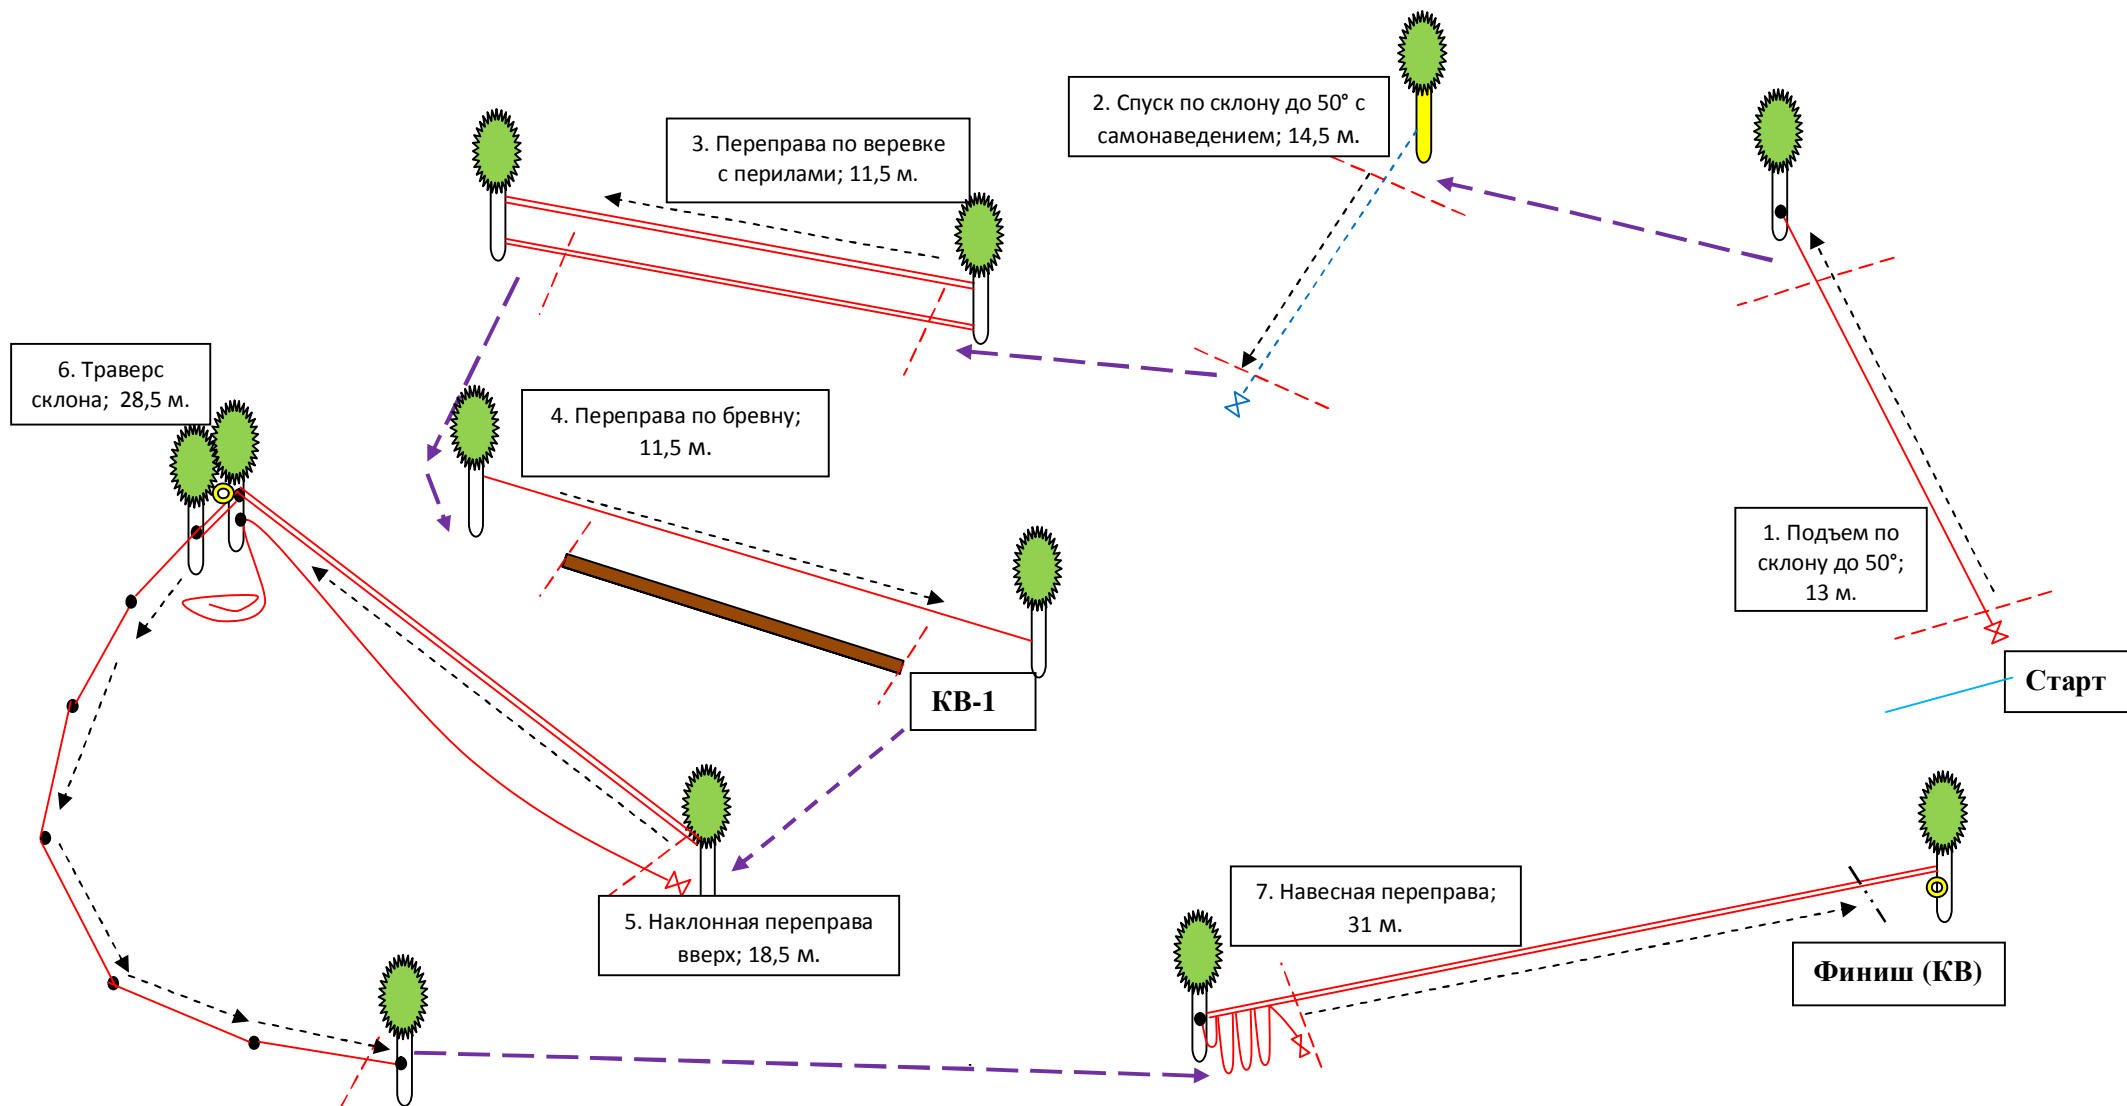 2. Спуск по склону до 50° с
самонаведением; 14,5 м.
3. Переправа по веревке
с перилами; 11,5 м.
6. Траверс
склона; 28,5 м.
4. Переправа по бревну;
11,5 м.
1. Подъем по
склону до 50°;
13 м.
КВ-1
Старт
5. Наклонная переправа
вверх; 18,5 м.
7. Навесная переправа;
31 м.
Финиш (КВ)